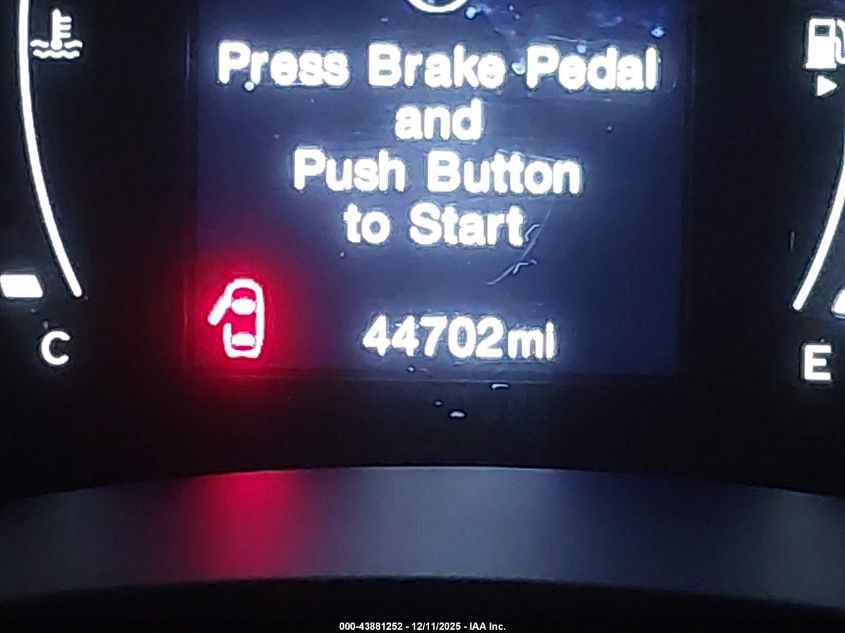 Press Brake Pedal
and
Push Button
to Start
44702mi
C
E
000-43881252 - 12/11/2025 - IAA Inc.